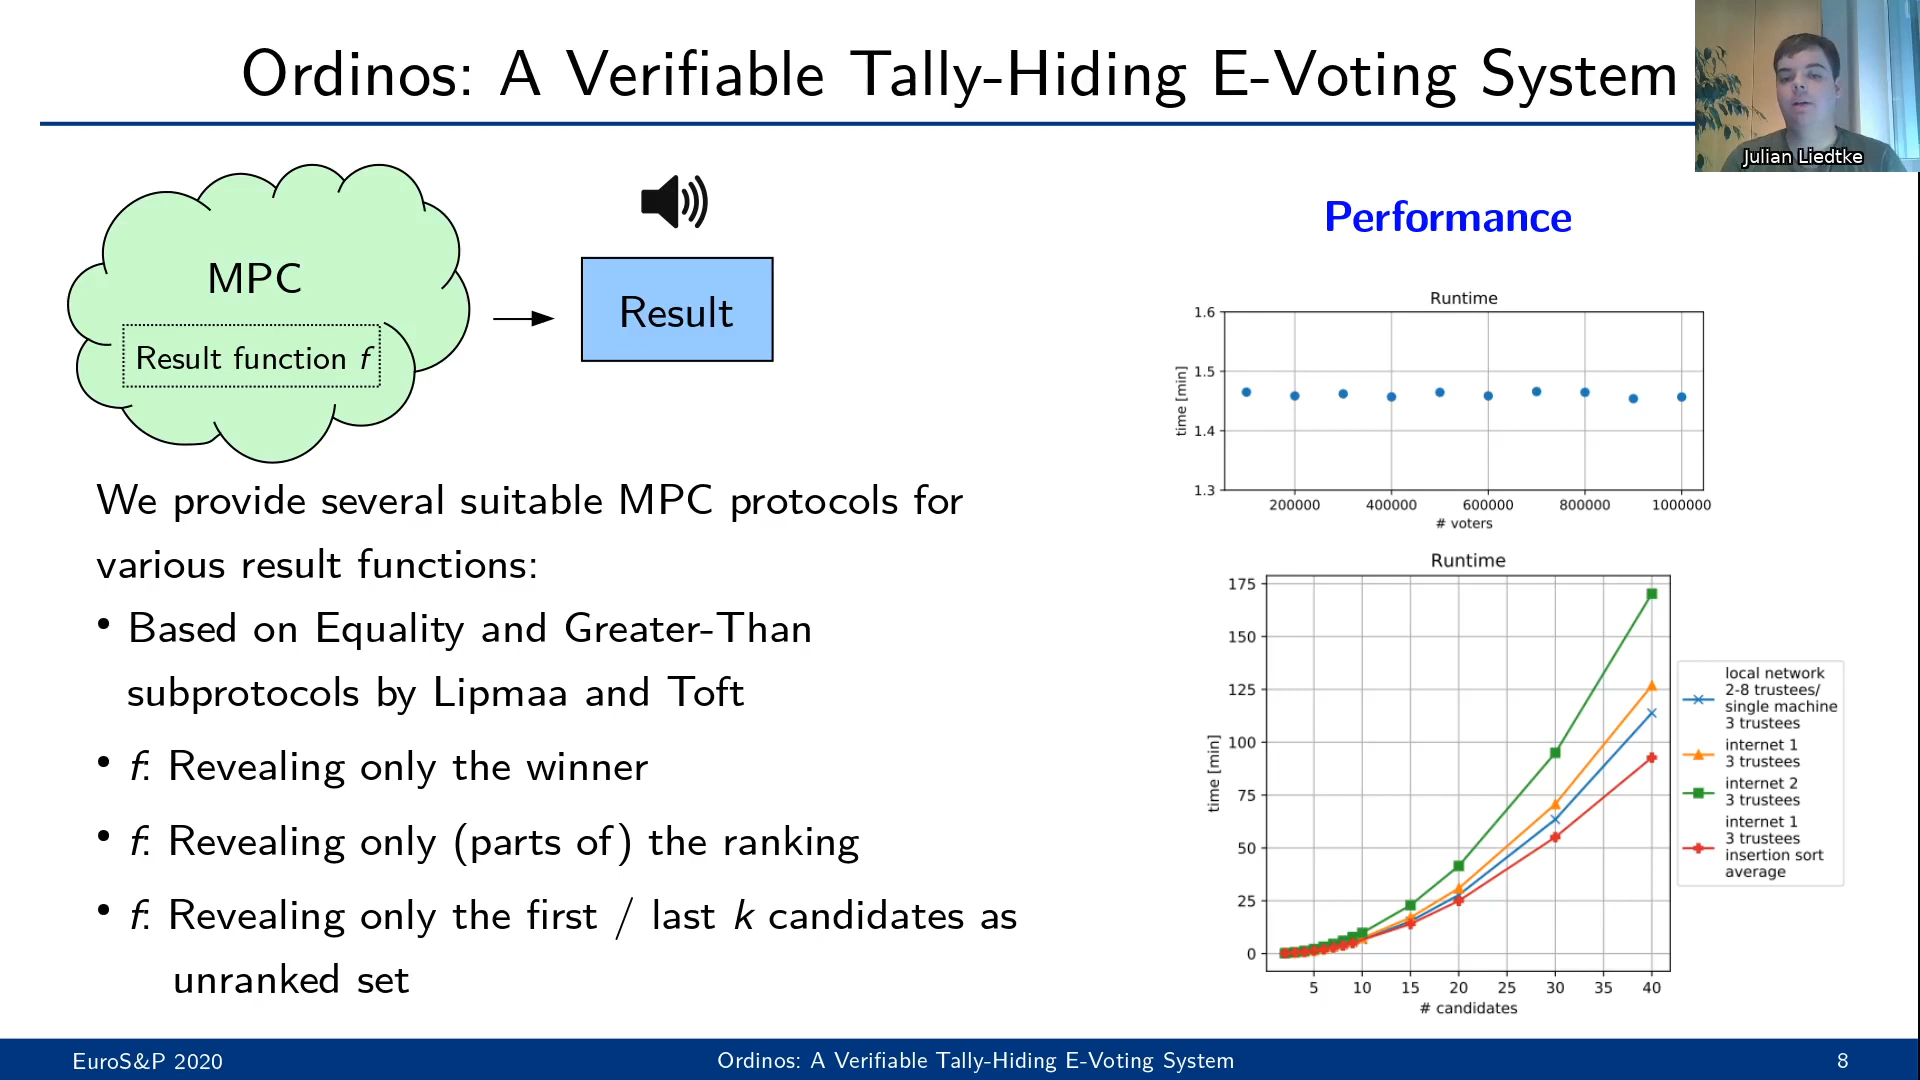 Ordinos: A Verifiable Tally-Hiding E-Voting System
Julian Liedtke
MPC
Result function f
Result
We provide several suitable MPC protocols for
various result functions:
• Based on Equality and Greater-Than
subprotocols by Lipmaa and Toft
• f: Revealing only the winner
• f: Revealing only (parts of) the ranking
• f: Revealing only the first / last k candidates as
unranked set
Performance
Runtime
1.6
1.5
1.4
1.3
time [min]
200000 400000 600000 800000 1000000
# voters
Runtime
175
150
125
100
75
50
25
0
time [min]
5 10 15 20 25 30 35 40
# candidates
local network
2-8 trustees/
single machine
3 trustees
internet 1
3 trustees
internet 2
3 trustees
internet 1
3 trustees
insertion sort
average
EuroS&P 2020
Ordinos: A Verifiable Tally-Hiding E-Voting System
8